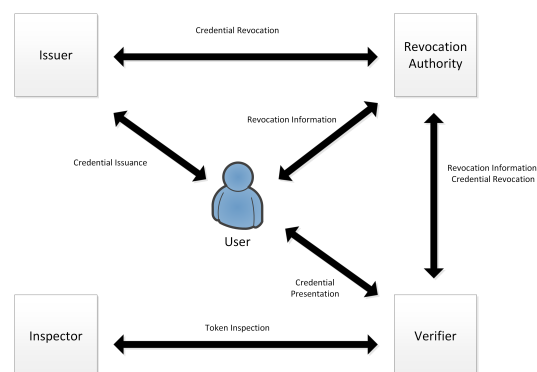 Credential Revocation
Issuer
Revocation
Authority
Revocation Information
Credential Issuance
Revocation Information
Credential Revocation
User
Credential
Presentation
Token Inspection
Inspector
Verifier